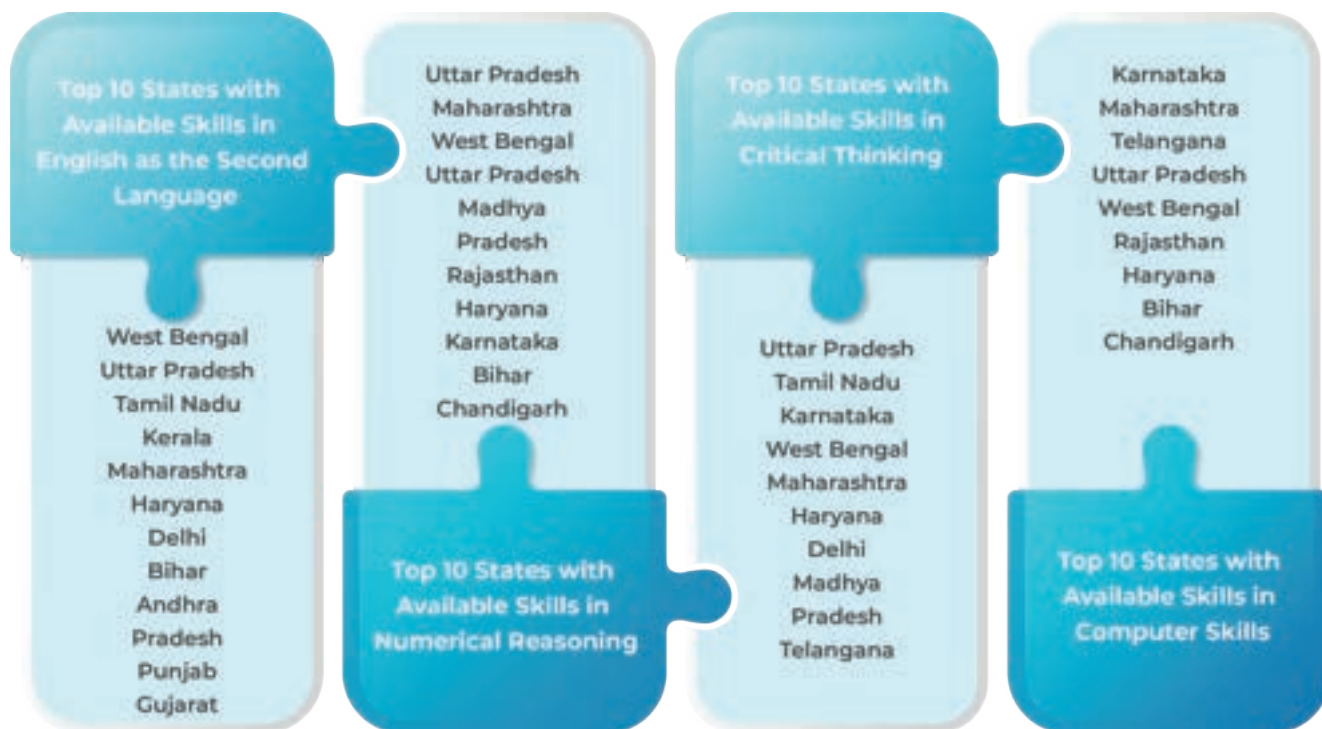 Top 10 States with
Available Skills in
English as the Second
Language
West Bengal
Uttar Pradesh
Tamil Nadu
Kerala
Maharashtra
Haryana
Delhi
Bihar
Andhra
Pradesh
Punjab
Gujarat
Uttar Pradesh
Maharashtra
West Bengal
Uttar Pradesh
Madhya
Pradesh
Rajasthan
Haryana
Karnataka
Bihar
Chandigarh
Top 10 States with
Available Skills in
Numerical Reasoning
Top 10 States with
Available Skills in
Critical Thinking
Uttar Pradesh
Tamil Nadu
Karnataka
West Bengal
Maharashtra
Haryana
Delhi
Madhya
Pradesh
Telangana
Karnataka
Maharashtra
Telangana
Uttar Pradesh
West Bengal
Rajasthan
Haryana
Bihar
Chandigarh
Top 10 States with
Available Skills in
Computer Skills